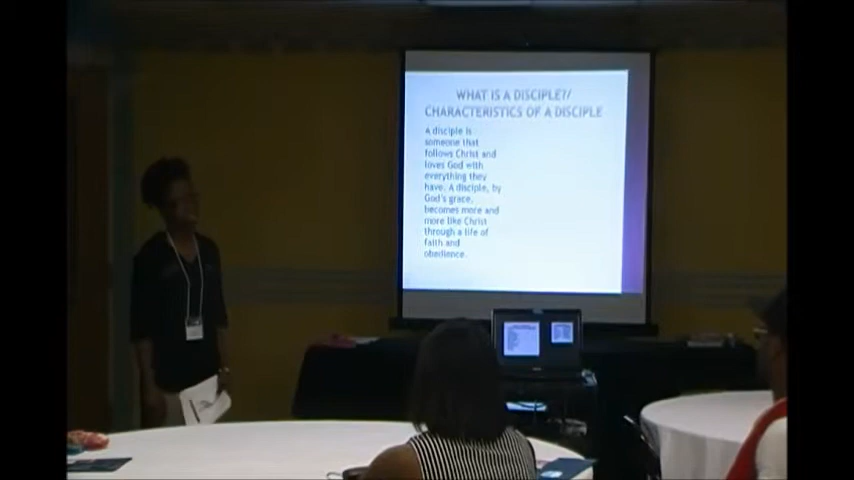 WHAT IS A DISCIPLE?/
CHARACTERISTICS OF A DISCIPLE
A disciple is
someone that
follows Christ and
loves God with
everything they
have. A disciple, by
God's grace,
becomes more and
more like Christ
through a life of
faith and
obedience.